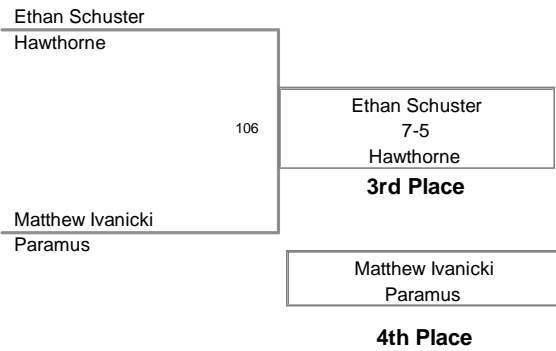 Ethan Schuster
Hawthorne
106
Ethan Schuster
7-5
Hawthorne
3rd Place
Matthew Ivanicki
Paramus
Matthew Ivanicki
Paramus
4th Place